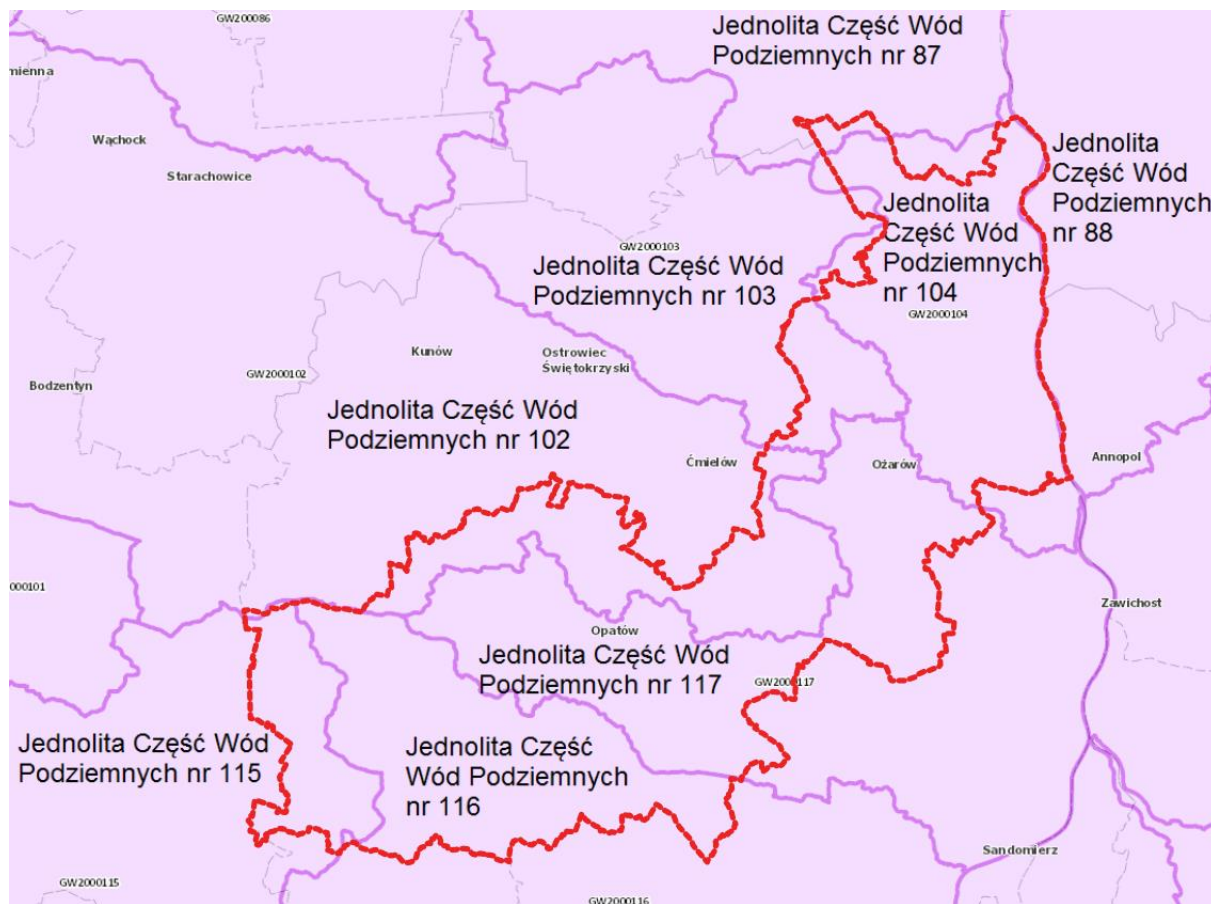 GW200086
Jednolita Część Wód
Podziemnych nr 87
mienna
Wąchock
Starachowice
Jednolita
Część Wód
Podziemnych
nr 88
Jednolita
Część Wód
Podziemnych
nr 104
GW2000103
Jednolita Część Wód
Podziemnych nr 103
GW2000104
Kunów
Ostrowiec
Świętokrzyski
GW2000102
Bodzentyn
Jednolita Część Wód
Podziemnych nr 102
Ćmielów
Ożarów
Annopol
000101
Zawichost
Opatów
Jednolita Część Wód
Podziemnych nr 117
GW2000117
Jednolita Część Wód
Podziemnych nr 115
Jednolita Część
Wód Podziemnych
nr 116
Sandomierz
GW2000115
GW2000116